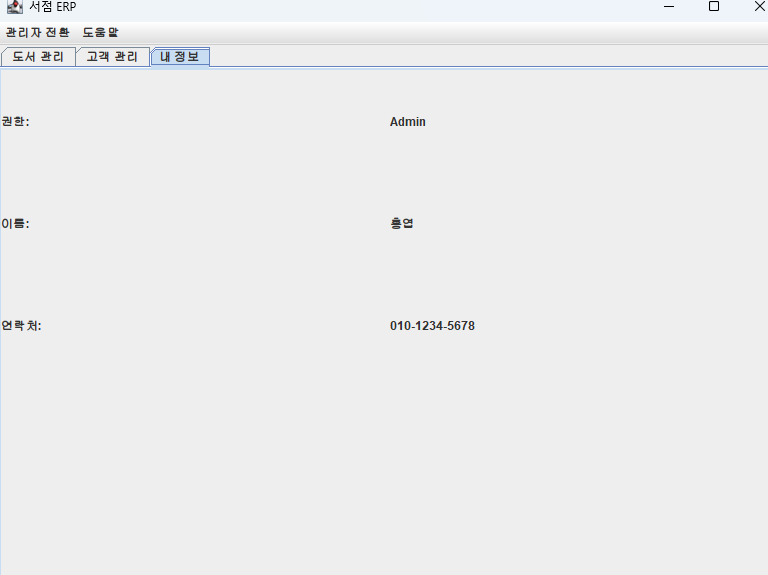 서점 ERP
관리자 전환 도움말
도서 관리 고객 관리 내 정보
권한: Admin
이름: 홍엽
연락처: 010-1234-5678